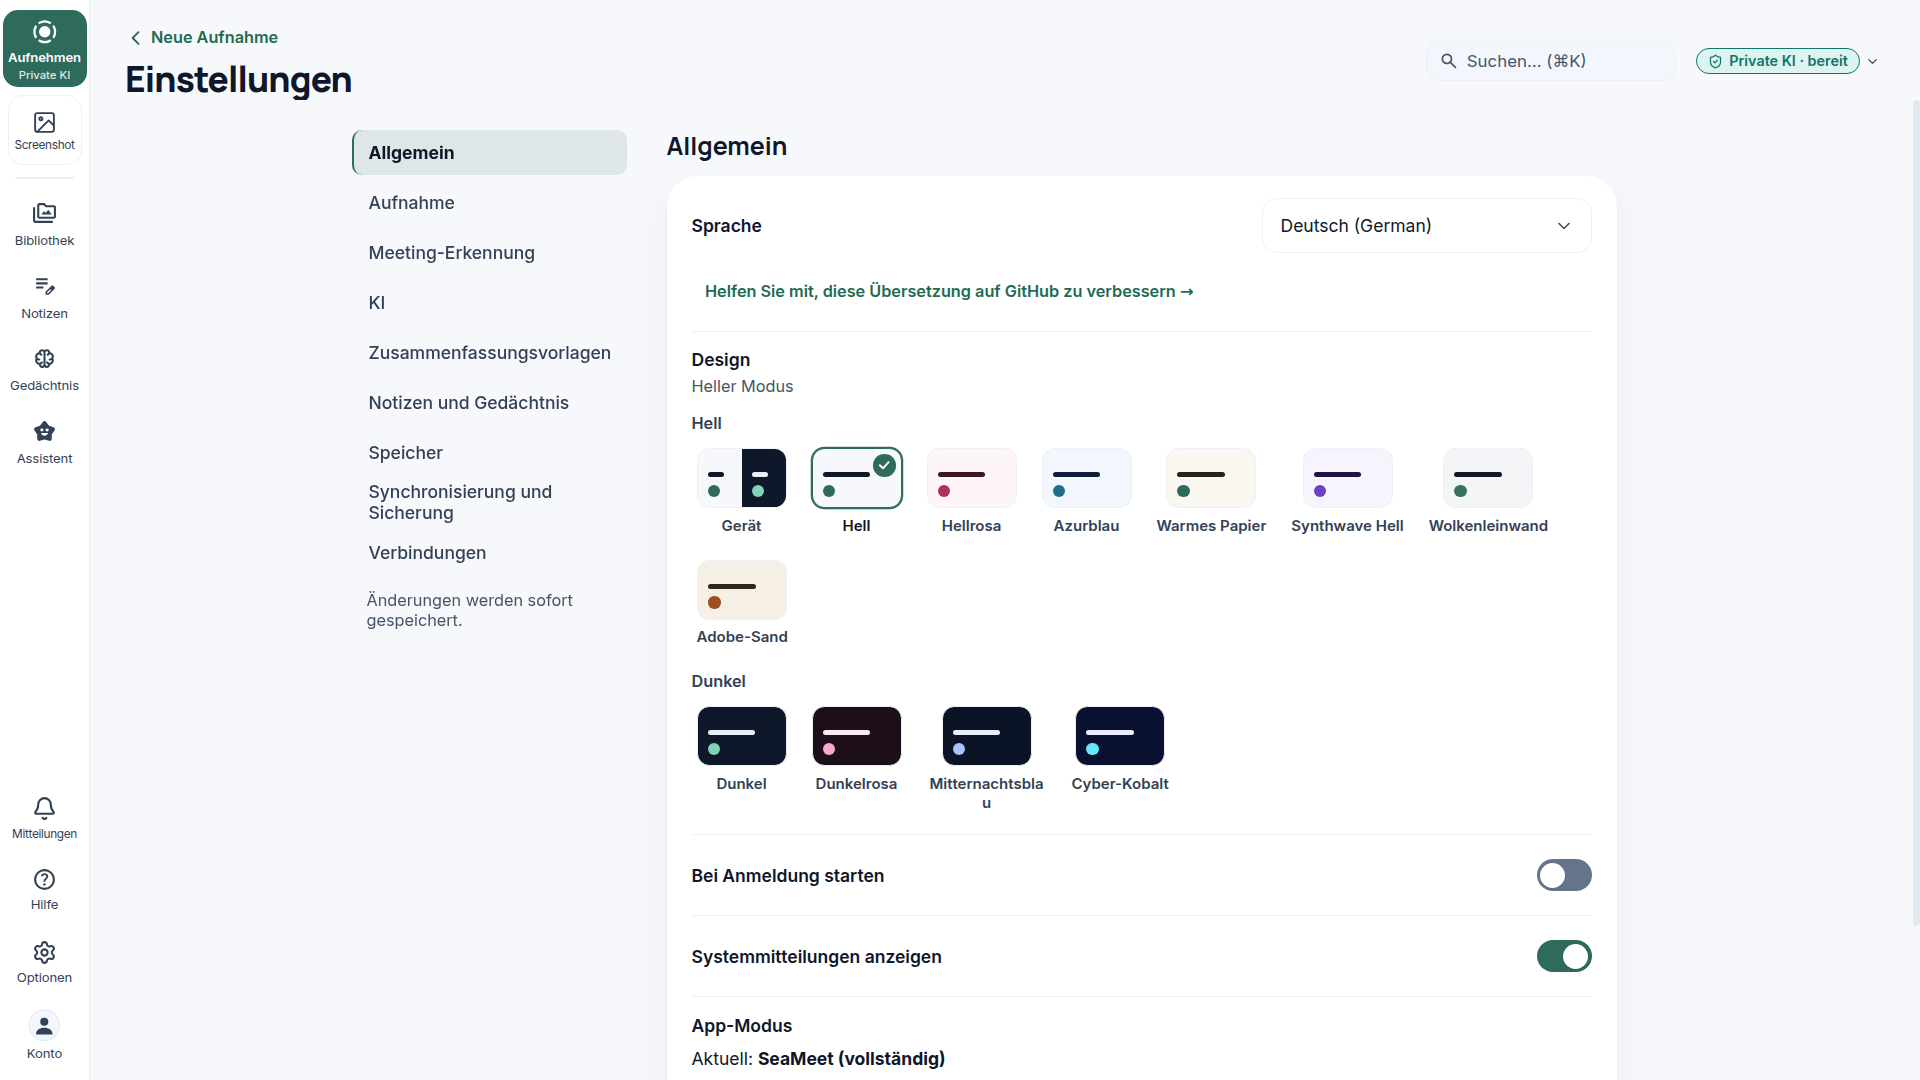 Aufnehmen
Private KI
Screenshot
Bibliothek
Notizen
Gedächtnis
Assistent
Mitteilungen
Hilfe
Optionen
Konto
Neue Aufnahme
Einstellungen
Suchen... (⌘K)
Private KI · bereit
Allgemein
Aufnahme
Meeting-Erkennung
KI
Zusammenfassungsvorlagen
Notizen und Gedächtnis
Speicher
Synchronisierung und
Sicherung
Verbindungen
Änderungen werden sofort
gespeichert.
Allgemein
Sprache
Deutsch (German)
Helfen Sie mit, diese Übersetzung auf GitHub zu verbessern →
Design
Heller Modus
Hell
Gerät
Hell
Hellrosa
Azurblau
Warmes Papier
Synthwave Hell
Wolkenleinwand
Adobe-Sand
Dunkel
Dunkel
Dunkelrosa
Mitternachtsbla
u
Cyber-Kobalt
Bei Anmeldung starten
Systemmitteilungen anzeigen
App-Modus
Aktuell: SeaMeet (vollständig)